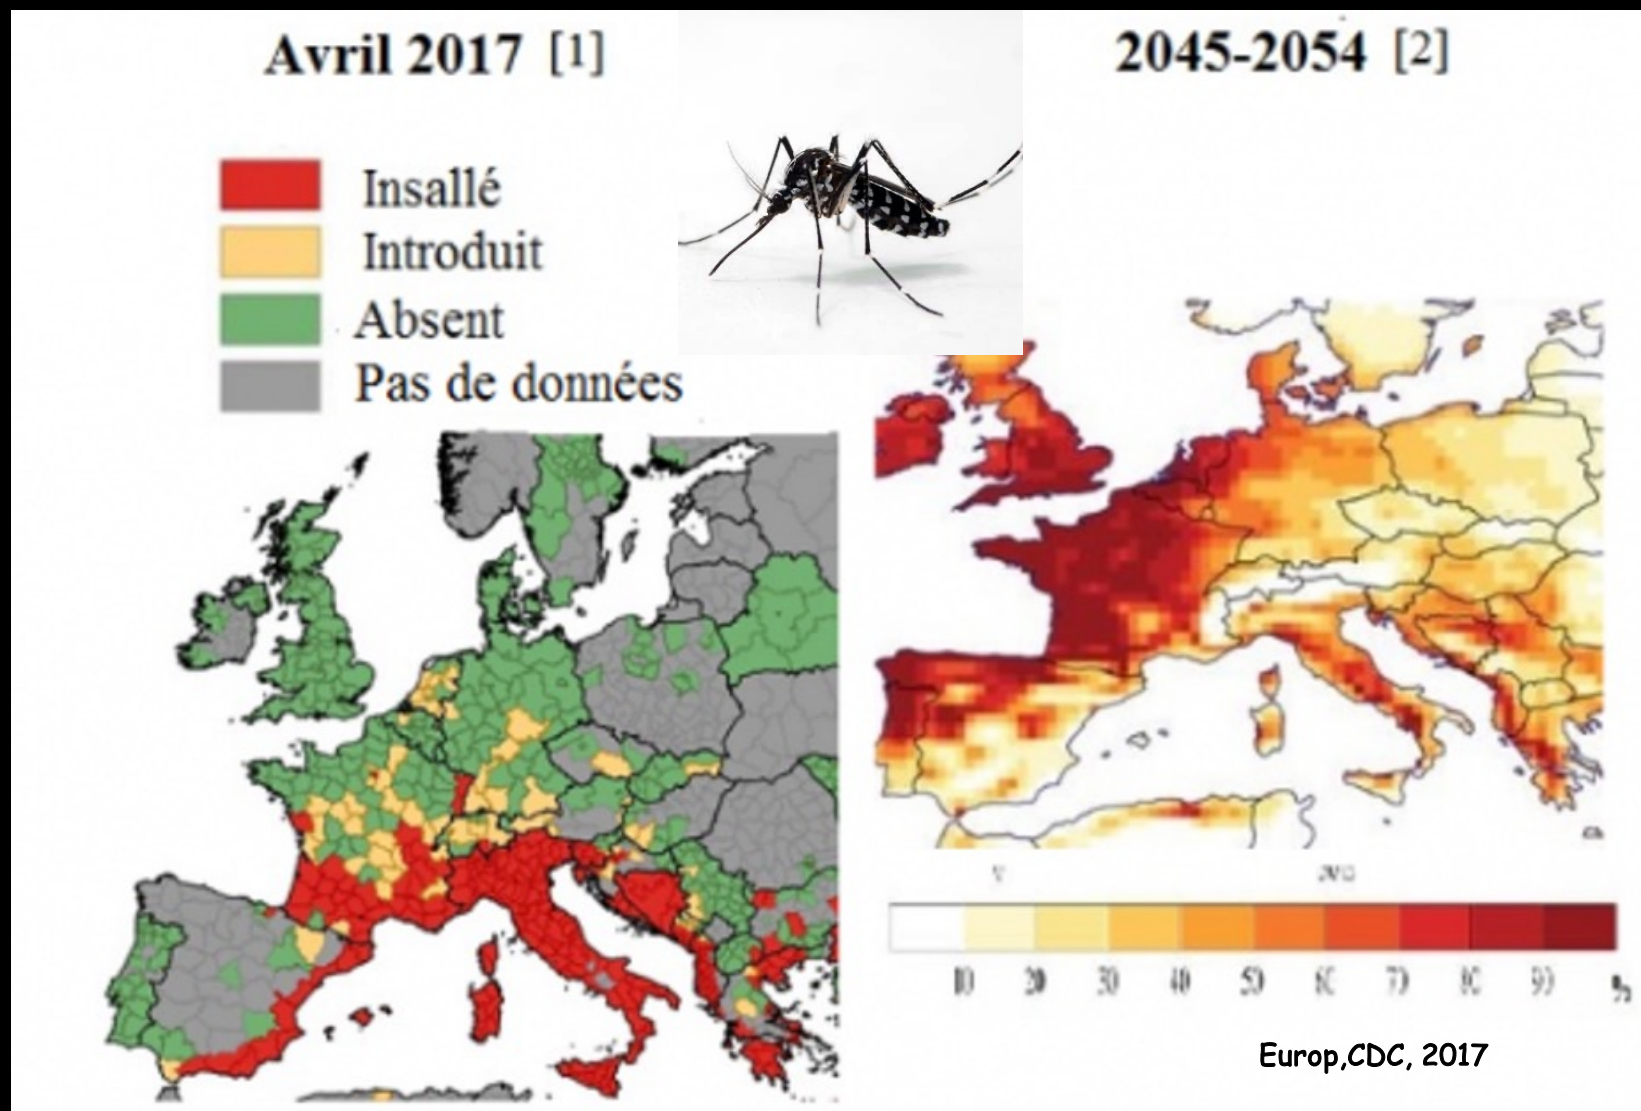 Avril 2017 [1]
2045-2054 [2]
Insallé
Introduit
Absent
Pas de données
10 20 30 40 50 60 70 80 90 %
Europ,CDC, 2017